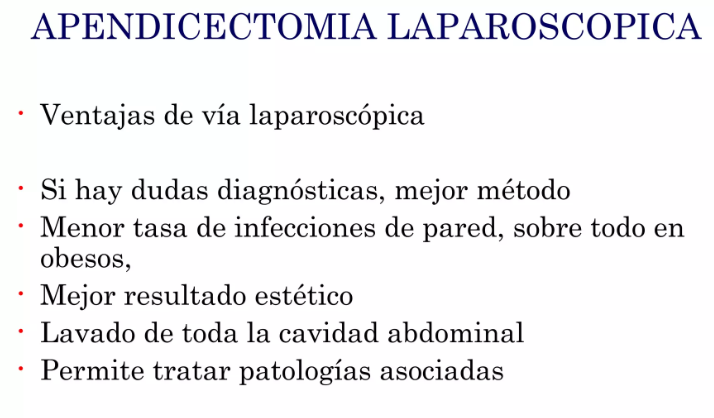 APENDICECTOMIA LAPAROSCOPICA
• Ventajas de vía laparoscópica
• Si hay dudas diagnósticas, mejor método
• Menor tasa de infecciones de pared, sobre todo en
obesos,
• Mejor resultado estético
• Lavado de toda la cavidad abdominal
• Permite tratar patologías asociadas